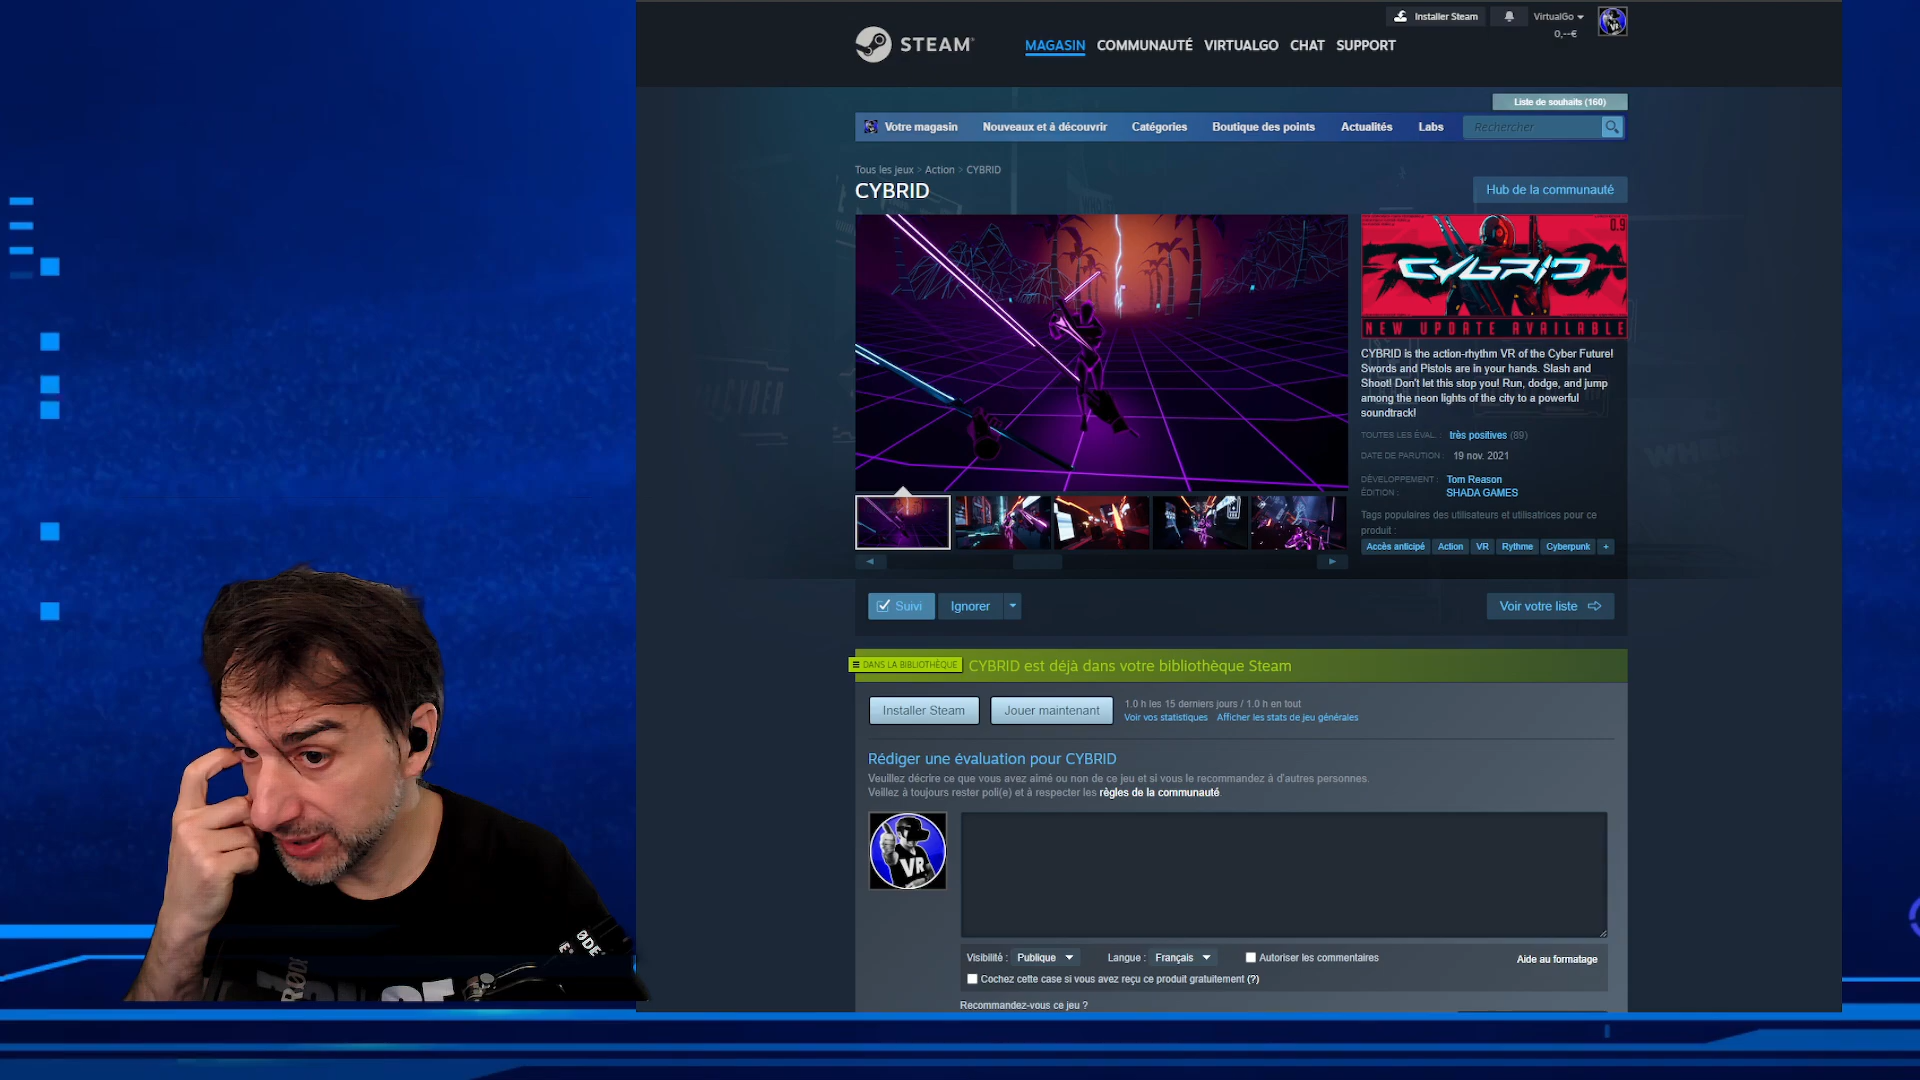 Installer Steam
VirtualGo
0,--€
STEAM
MAGASIN COMMUNAUTÉ VIRTUALGO CHAT SUPPORT
Liste de souhaits (160)
Votre magasin Nouveaux et à découvrir Catégories Boutique des points Actualités Labs Rechercher
Tous les jeux > Action > CYBRID
CYBRID
Hub de la communauté
0.9
CYBRID
NEW UPDATE AVAILABLE
CYBRID is the action-rhythm VR of the Cyber Future!
Swords and Pistols are in your hands. Slash and
Shoot! Don't let this stop you! Run, dodge, and jump
among the neon lights of the city to a powerful
soundtrack!
TOUTES LES ÉVAL. : très positives (89)
DATE DE PARUTION : 19 nov. 2021
DÉVELOPPEMENT : Tom Reason
ÉDITION : SHADA GAMES
Tags populaires des utilisateurs et utilisatrices pour ce
produit :
Accès anticipé Action VR Rythme Cyberpunk +
Suivi Ignorer Voir votre liste
DANS LA BIBLIOTHÈQUE CYBRID est déjà dans votre bibliothèque Steam
Installer Steam Jouer maintenant
1.0 h les 15 derniers jours / 1.0 h en tout
Voir vos statistiques Afficher les stats de jeu générales
Rédiger une évaluation pour CYBRID
Veuillez décrire ce que vous avez aimé ou non de ce jeu et si vous le recommandez à d'autres personnes.
Veillez à toujours rester poli(e) et à respecter les règles de la communauté.
VR
Visibilité : Publique Langue : Français Autoriser les commentaires
Aide au formatage
Cochez cette case si vous avez reçu ce produit gratuitement (?)
Recommandez-vous ce jeu ?
RØDE